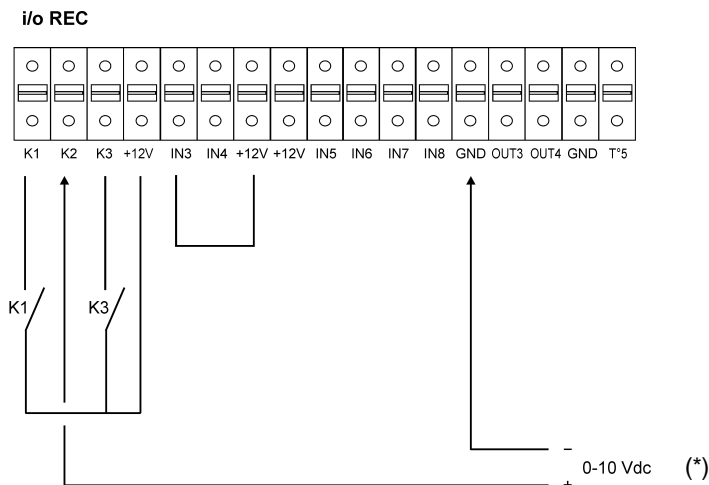 i/o REC
K1 K2 K3 +12V IN3 IN4 +12V +12V IN5 IN6 IN7 IN8 GND OUT3 OUT4 GND T°5
K1 K3
−
0-10 Vdc (*)
+